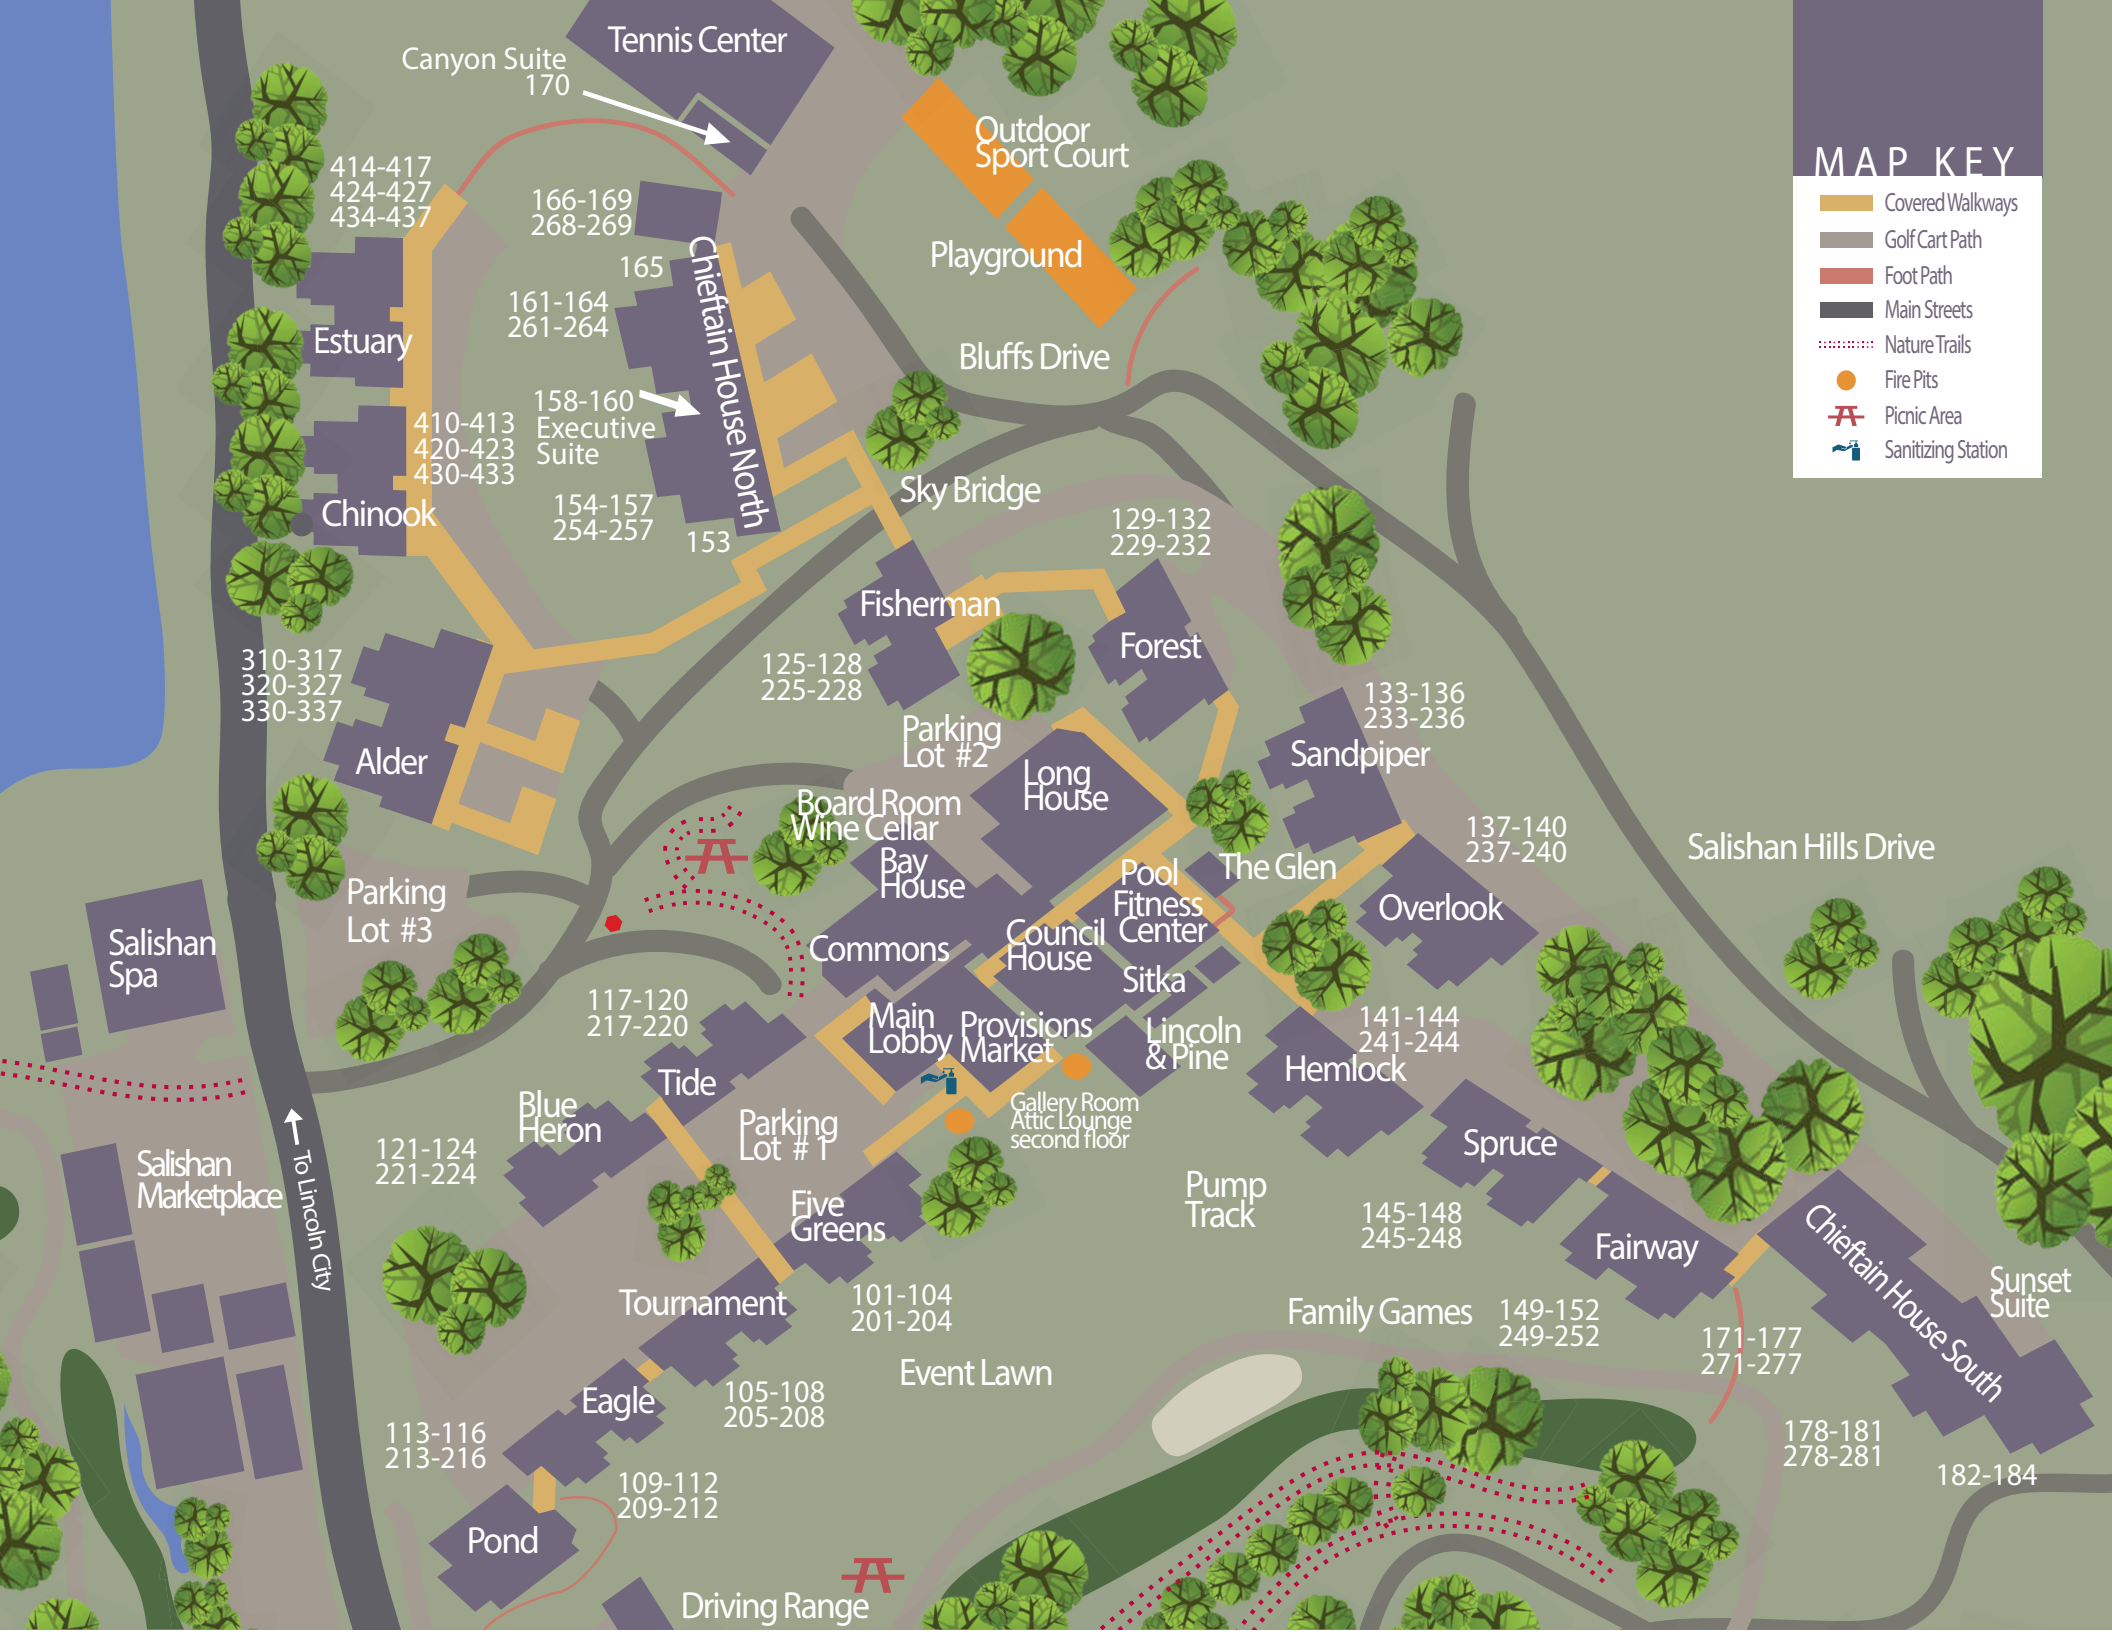 Tennis Center
Canyon Suite
170
Outdoor
Sport Court
MAP KEY
Covered Walkways
Golf Cart Path
Foot Path
Main Streets
Nature Trails
Fire Pits
Picnic Area
Sanitizing Station
414-417
424-427
434-437
166-169
268-269
Playground
165
161-164
261-264
Chieftain House North
Estuary
Bluffs Drive
158-160
Executive
Suite
410-413
420-423
430-433
Chinook
154-157
254-257
153
Sky Bridge
129-132
229-232
Fisherman
Forest
125-128
225-228
310-317
320-327
330-337
Alder
133-136
233-236
Sandpiper
Parking
Lot #2
Long
House
Board Room
Wine Cellar
Bay
House
137-140
237-240
Salishan Hills Drive
The Glen
Pool
Fitness
Center
Overlook
Parking
Lot #3
Salishan
Spa
Commons
Council
House
Sitka
117-120
217-220
Main
Lobby
Provisions
Market
Lincoln
& Pine
141-144
241-244
Hemlock
Tide
Blue
Heron
Gallery Room
Attic Lounge
second floor
Parking
Lot # 1
121-124
221-224
Spruce
Salishan
Marketplace
To Lincoln City
Five
Greens
Pump
Track
145-148
245-248
Fairway
Chieftain House South
Sunset
Suite
Tournament
101-104
201-204
Family Games
149-152
249-252
171-177
271-277
Event Lawn
Eagle
105-108
205-208
113-116
213-216
178-181
278-281
182-184
109-112
209-212
Pond
Driving Range